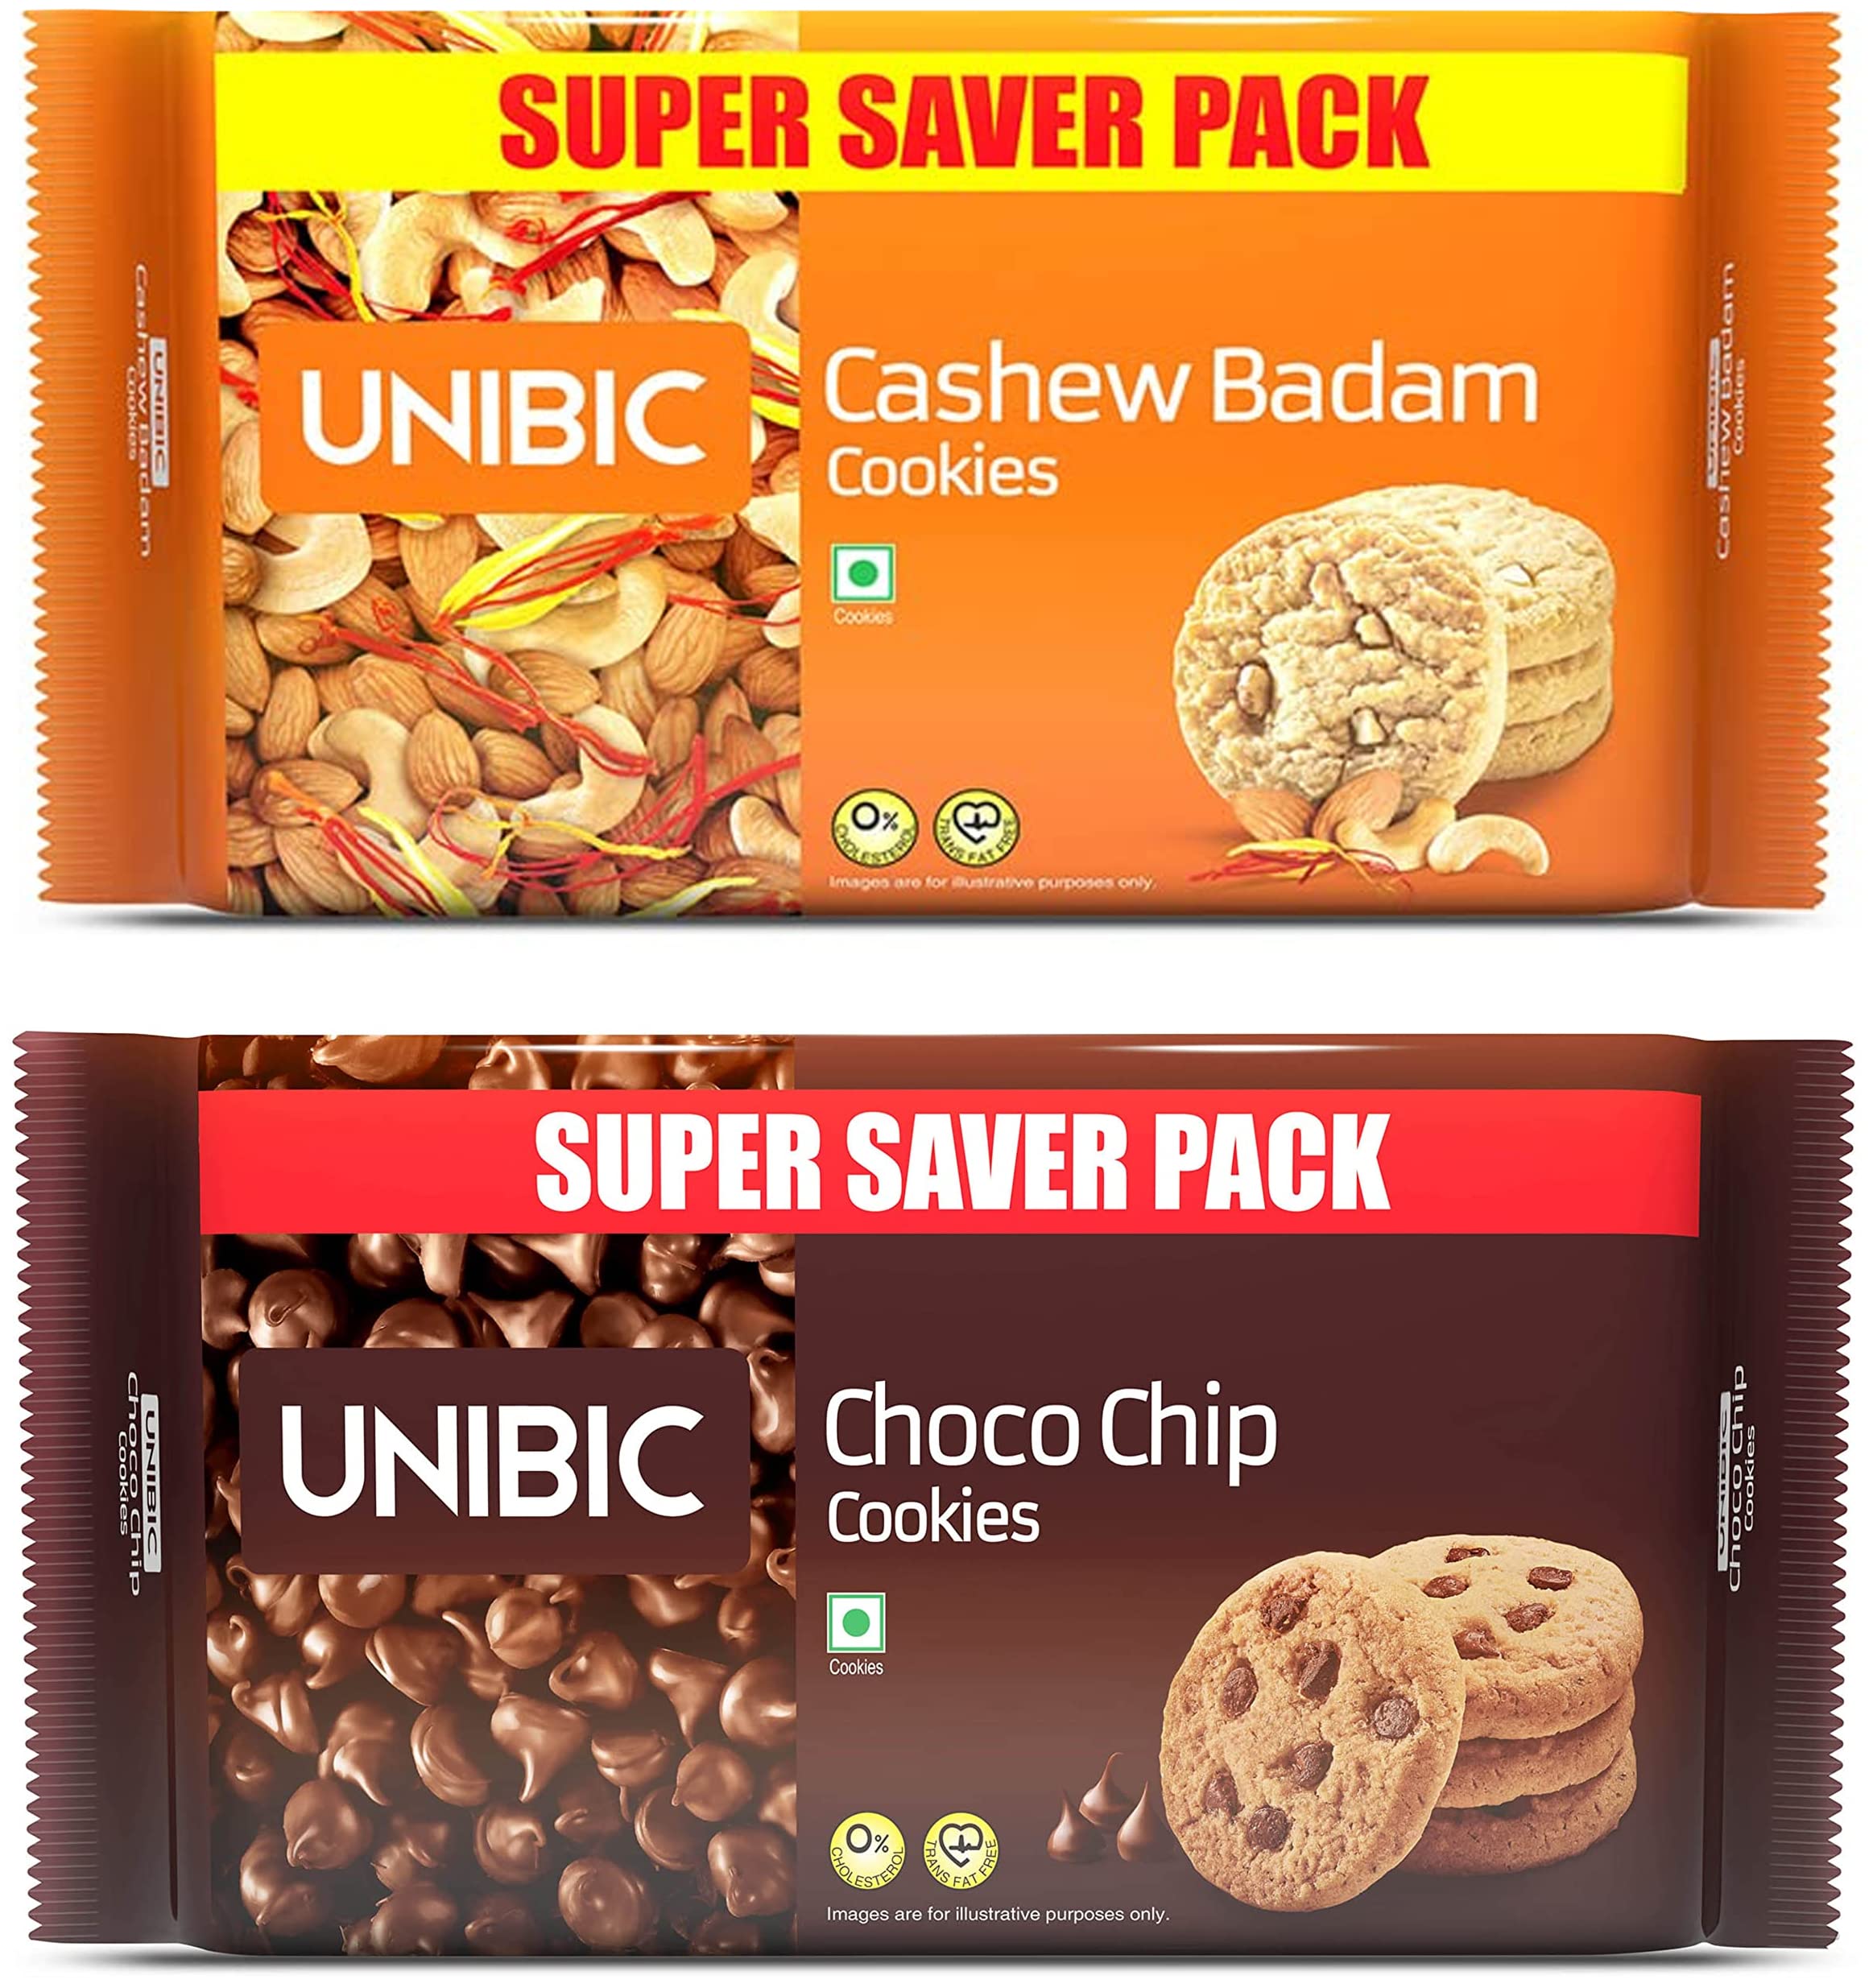 SUPER SAVER PACK
UNIBIC
Cashew Badam
Cookies
Cookies
0%
CHOLESTEROL
TRANS FAT FREE
Images are for illustrative purposes only.
UNIBIC
Cashew Badam
Cookies
UNIBIC
Cashew Badam
Cookies
SUPER SAVER PACK
UNIBIC
Choco Chip
Cookies
Cookies
0%
CHOLESTEROL
TRANS FAT FREE
Images are for illustrative purposes only.
UNIBIC
Choco Chip
Cookies
UNIBIC
Choco Chip
Cookies